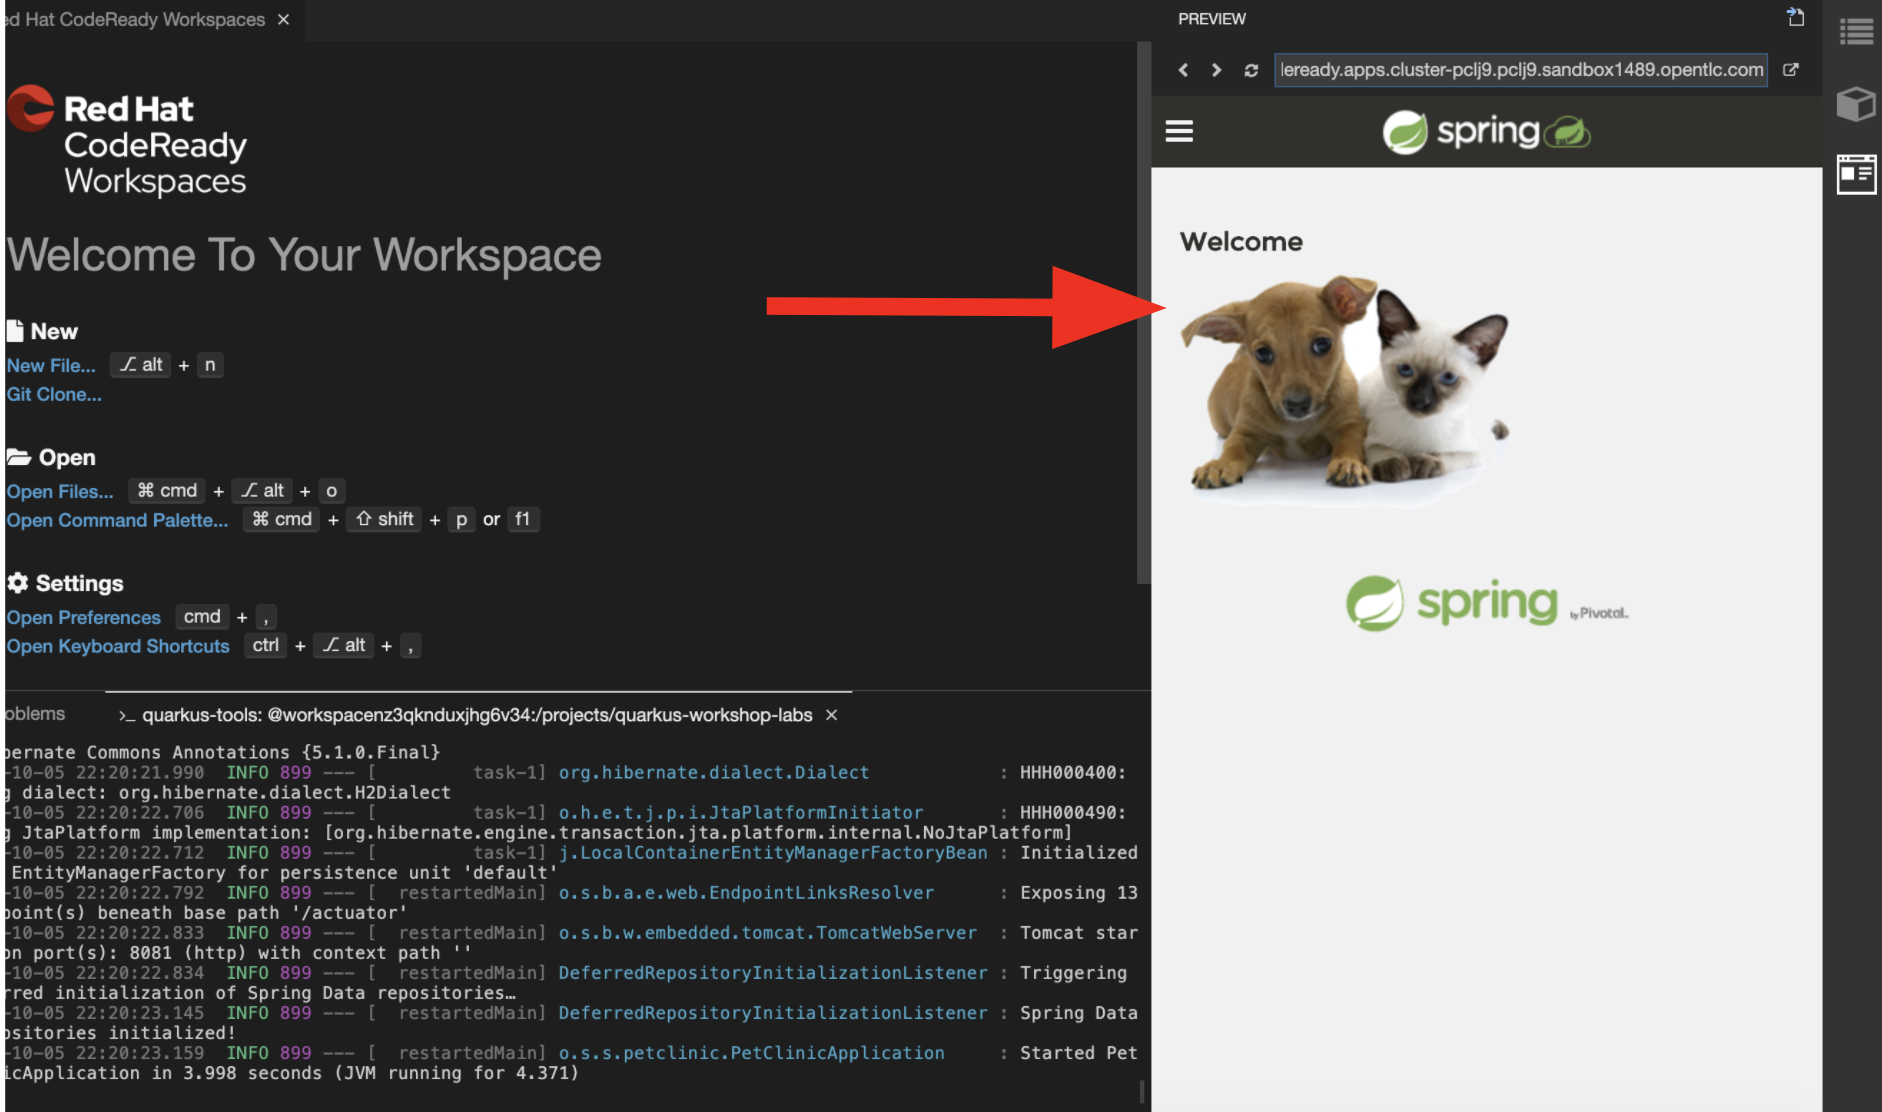 ed Hat CodeReady Workspaces ×
Red Hat
CodeReady
Workspaces
Welcome To Your Workspace
New
New File... ⌥ alt + n
Git Clone...
Open
Open Files... ⌘ cmd + ⌥ alt + o
Open Command Palette... ⌘ cmd + ⇧ shift + p or f1
Settings
Open Preferences cmd + ,
Open Keyboard Shortcuts ctrl + ⌥ alt + ,
oblems >_ quarkus-tools: @workspacenz3qknduxjhg6v34:/projects/quarkus-workshop-labs ×
bernate Commons Annotations {5.1.0.Final}
-10-05 22:20:21.990 INFO 899 --- [ task-1] org.hibernate.dialect.Dialect : HHH000400:
g dialect: org.hibernate.dialect.H2Dialect
-10-05 22:20:22.706 INFO 899 --- [ task-1] o.h.e.t.j.p.i.JtaPlatformInitiator : HHH000490:
g JtaPlatform implementation: [org.hibernate.engine.transaction.jta.platform.internal.NoJtaPlatform]
-10-05 22:20:22.712 INFO 899 --- [ task-1] j.LocalContainerEntityManagerFactoryBean : Initialized
EntityManagerFactory for persistence unit 'default'
-10-05 22:20:22.792 INFO 899 --- [ restartedMain] o.s.b.a.e.web.EndpointLinksResolver : Exposing 13
point(s) beneath base path '/actuator'
-10-05 22:20:22.833 INFO 899 --- [ restartedMain] o.s.b.w.embedded.tomcat.TomcatWebServer : Tomcat star
on port(s): 8081 (http) with context path ''
-10-05 22:20:22.834 INFO 899 --- [ restartedMain] DeferredRepositoryInitializationListener : Triggering
rred initialization of Spring Data repositories…
-10-05 22:20:23.145 INFO 899 --- [ restartedMain] DeferredRepositoryInitializationListener : Spring Data
ositories initialized!
-10-05 22:20:23.159 INFO 899 --- [ restartedMain] o.s.s.petclinic.PetClinicApplication : Started Pet
icApplication in 3.998 seconds (JVM running for 4.371)
PREVIEW
leready.apps.cluster-pclj9.pclj9.sandbox1489.opentlc.com
spring
Welcome
spring by Pivotal™